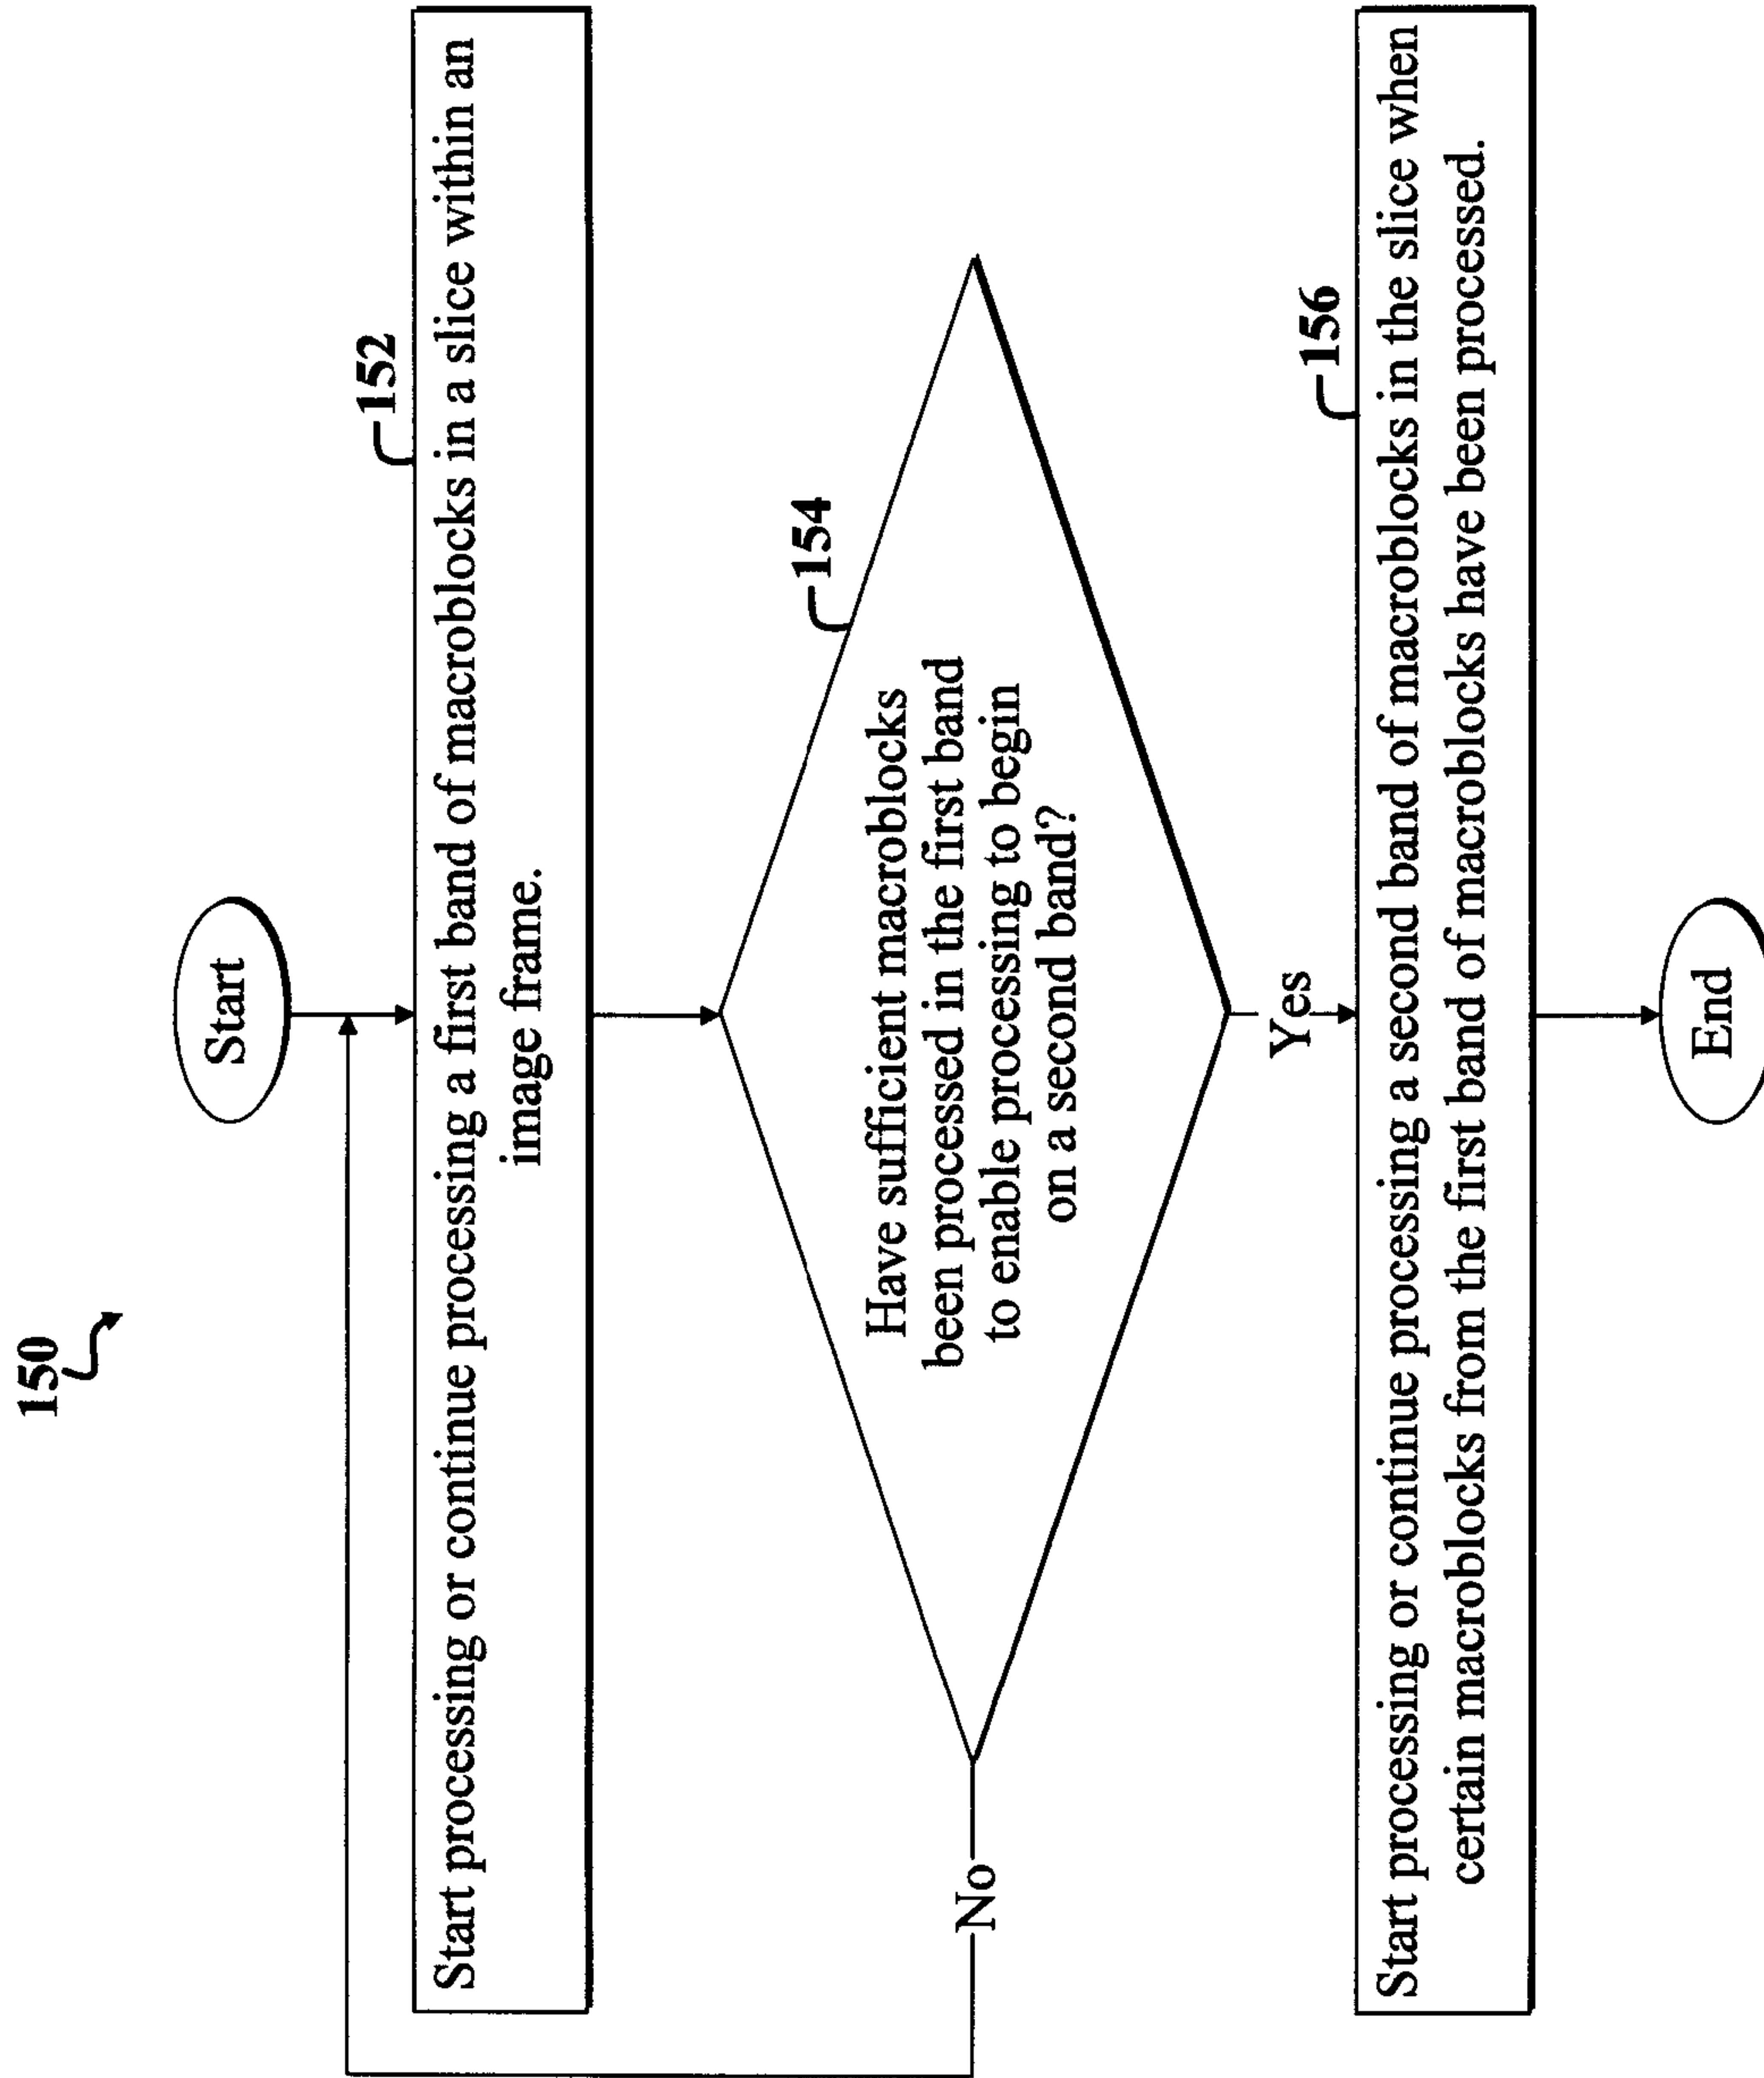 150
Start
152
Start processing or continue processing a first band of macroblocks in a slice within an
image frame.
154
Have sufficient macroblocks
been processed in the first band
to enable processing to begin
on a second band?
No
Yes
156
Start processing or continue processing a second band of macroblocks in the slice when
certain macroblocks from the first band of macroblocks have been processed.
End